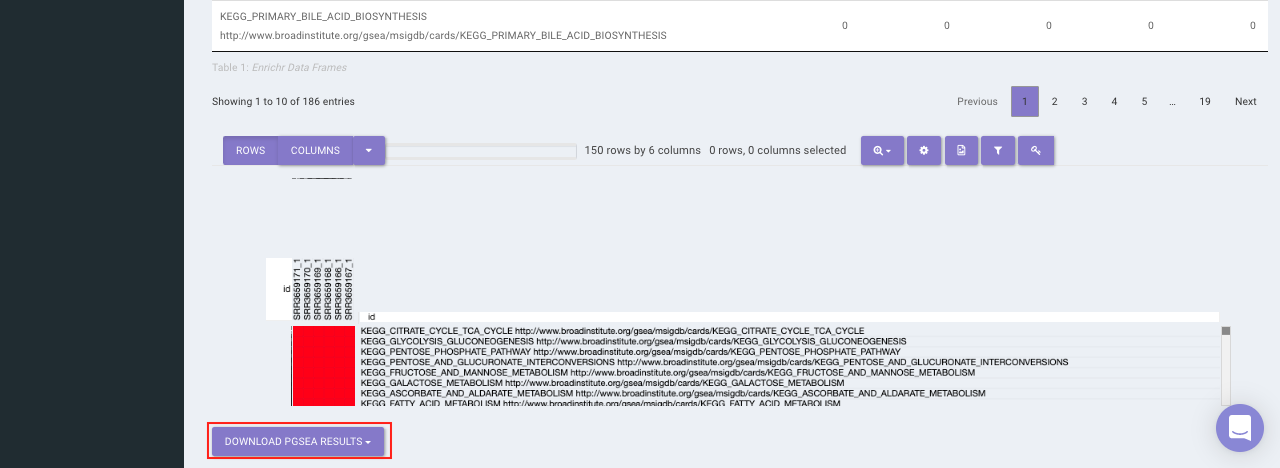 KEGG_PRIMARY_BILE_ACID_BIOSYNTHESIS
http://www.broadinstitute.org/gsea/msigdb/cards/KEGG_PRIMARY_BILE_ACID_BIOSYNTHESIS 0 0 0 0 0
Table 1: Enrichr Data Frames
Showing 1 to 10 of 186 entries Previous 1 2 3 4 5 … 19 Next
ROWS COLUMNS 150 rows by 6 columns 0 rows, 0 columns selected
id SRR3659171_1 SRR3659170_1 SRR3659169_1 SRR3659168_1 SRR3659166_1 SRR3659167_1
id
KEGG_CITRATE_CYCLE_TCA_CYCLE http://www.broadinstitute.org/gsea/msigdb/cards/KEGG_CITRATE_CYCLE_TCA_CYCLE
KEGG_GLYCOLYSIS_GLUCONEOGENESIS http://www.broadinstitute.org/gsea/msigdb/cards/KEGG_GLYCOLYSIS_GLUCONEOGENESIS
KEGG_PENTOSE_PHOSPHATE_PATHWAY http://www.broadinstitute.org/gsea/msigdb/cards/KEGG_PENTOSE_PHOSPHATE_PATHWAY
KEGG_PENTOSE_AND_GLUCURONATE_INTERCONVERSIONS http://www.broadinstitute.org/gsea/msigdb/cards/KEGG_PENTOSE_AND_GLUCURONATE_INTERCONVERSIONS
KEGG_FRUCTOSE_AND_MANNOSE_METABOLISM http://www.broadinstitute.org/gsea/msigdb/cards/KEGG_FRUCTOSE_AND_MANNOSE_METABOLISM
KEGG_GALACTOSE_METABOLISM http://www.broadinstitute.org/gsea/msigdb/cards/KEGG_GALACTOSE_METABOLISM
KEGG_ASCORBATE_AND_ALDARATE_METABOLISM http://www.broadinstitute.org/gsea/msigdb/cards/KEGG_ASCORBATE_AND_ALDARATE_METABOLISM
KEGG_FATTY_ACID_METABOLISM http://www.broadinstitute.org/gsea/msigdb/cards/KEGG_FATTY_ACID_METABOLISM
DOWNLOAD PGSEA RESULTS